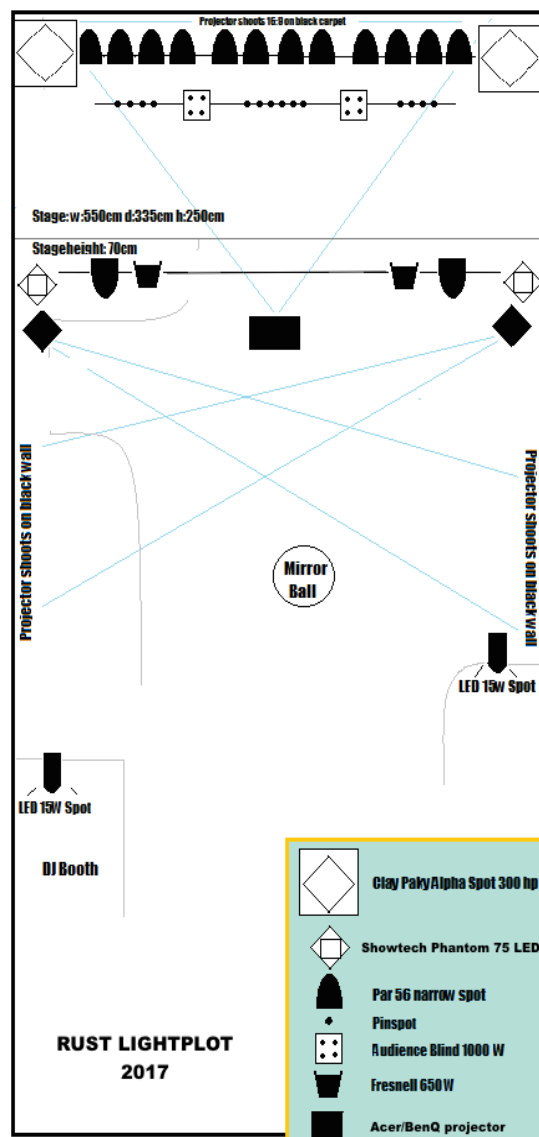 Projector shoots 16:9 on black carpet
Stage: w:550cm d:335cm h:250cm
Stageheight: 70cm
Projector shoots on black wall
Projector shoots on black wall
Mirror
Ball
LED 15w Spot
LED 15W Spot
DJ Booth
RUST LIGHTPLOT
2017
Clay Paky Alpha Spot 300 hp
Showtech Phantom 75 LED
Par 56 narrow spot
Pinspot
Audience Blind 1000 W
Fresnell 650W
Acer/BenQ projector